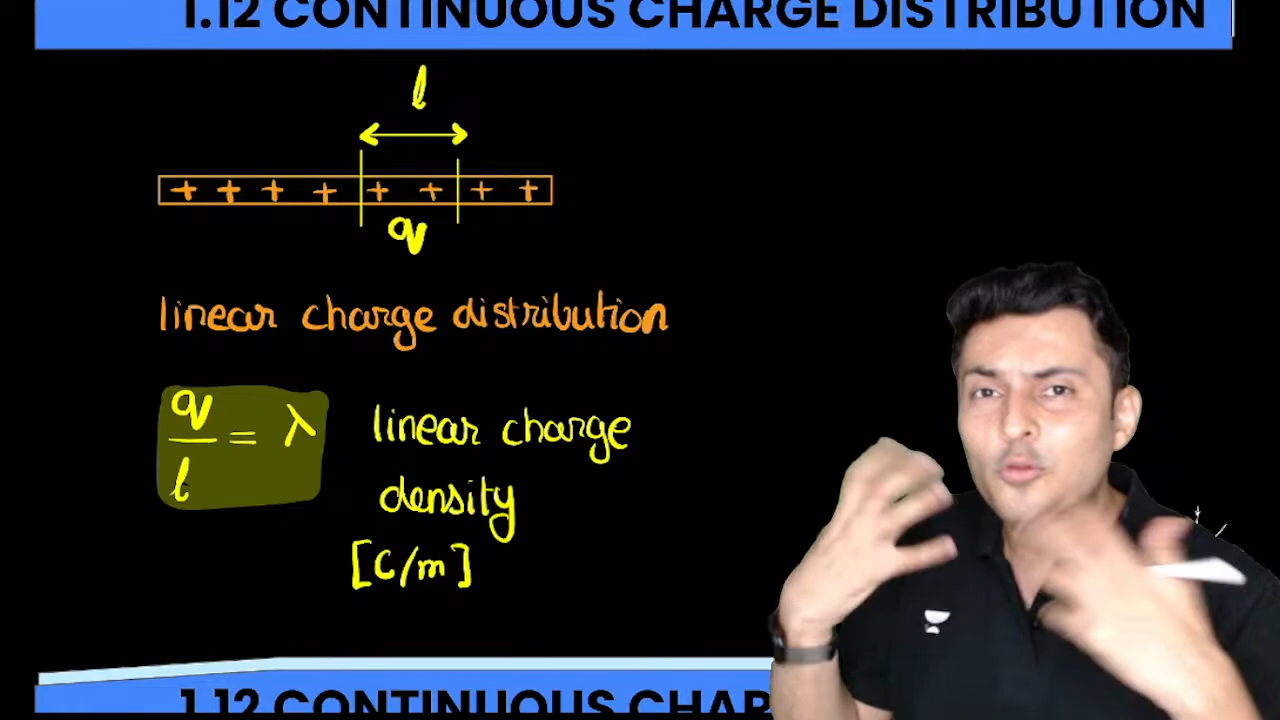 1.12 CONTINUOUS CHARGE DISTRIBUTION
l
+ + + + + + + +
q
linear charge distribution
q/l = λ linear charge
density
[C/m]
1.12 CONTINUOUS CHAR